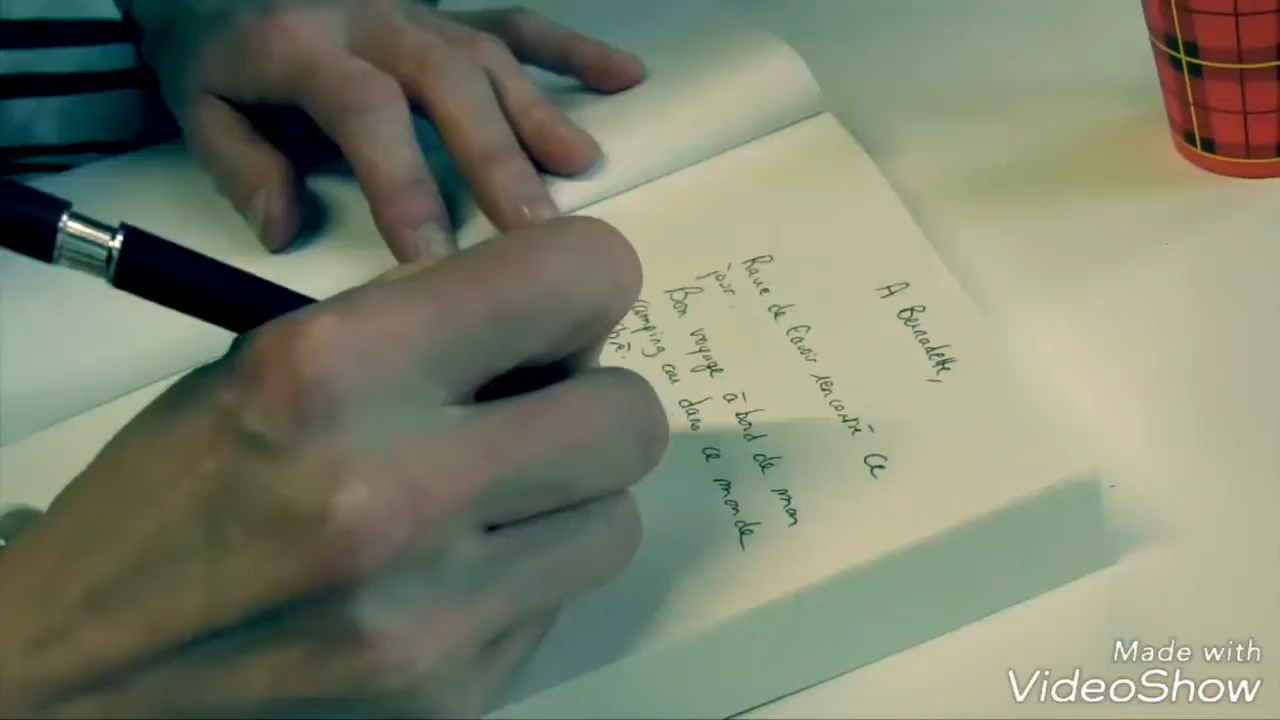 A Bernadette,
Ravie de l'avoir rencontré ce
jour.
Bon voyage à bord de mon
camping car dans ce monde
Made with
VideoShow